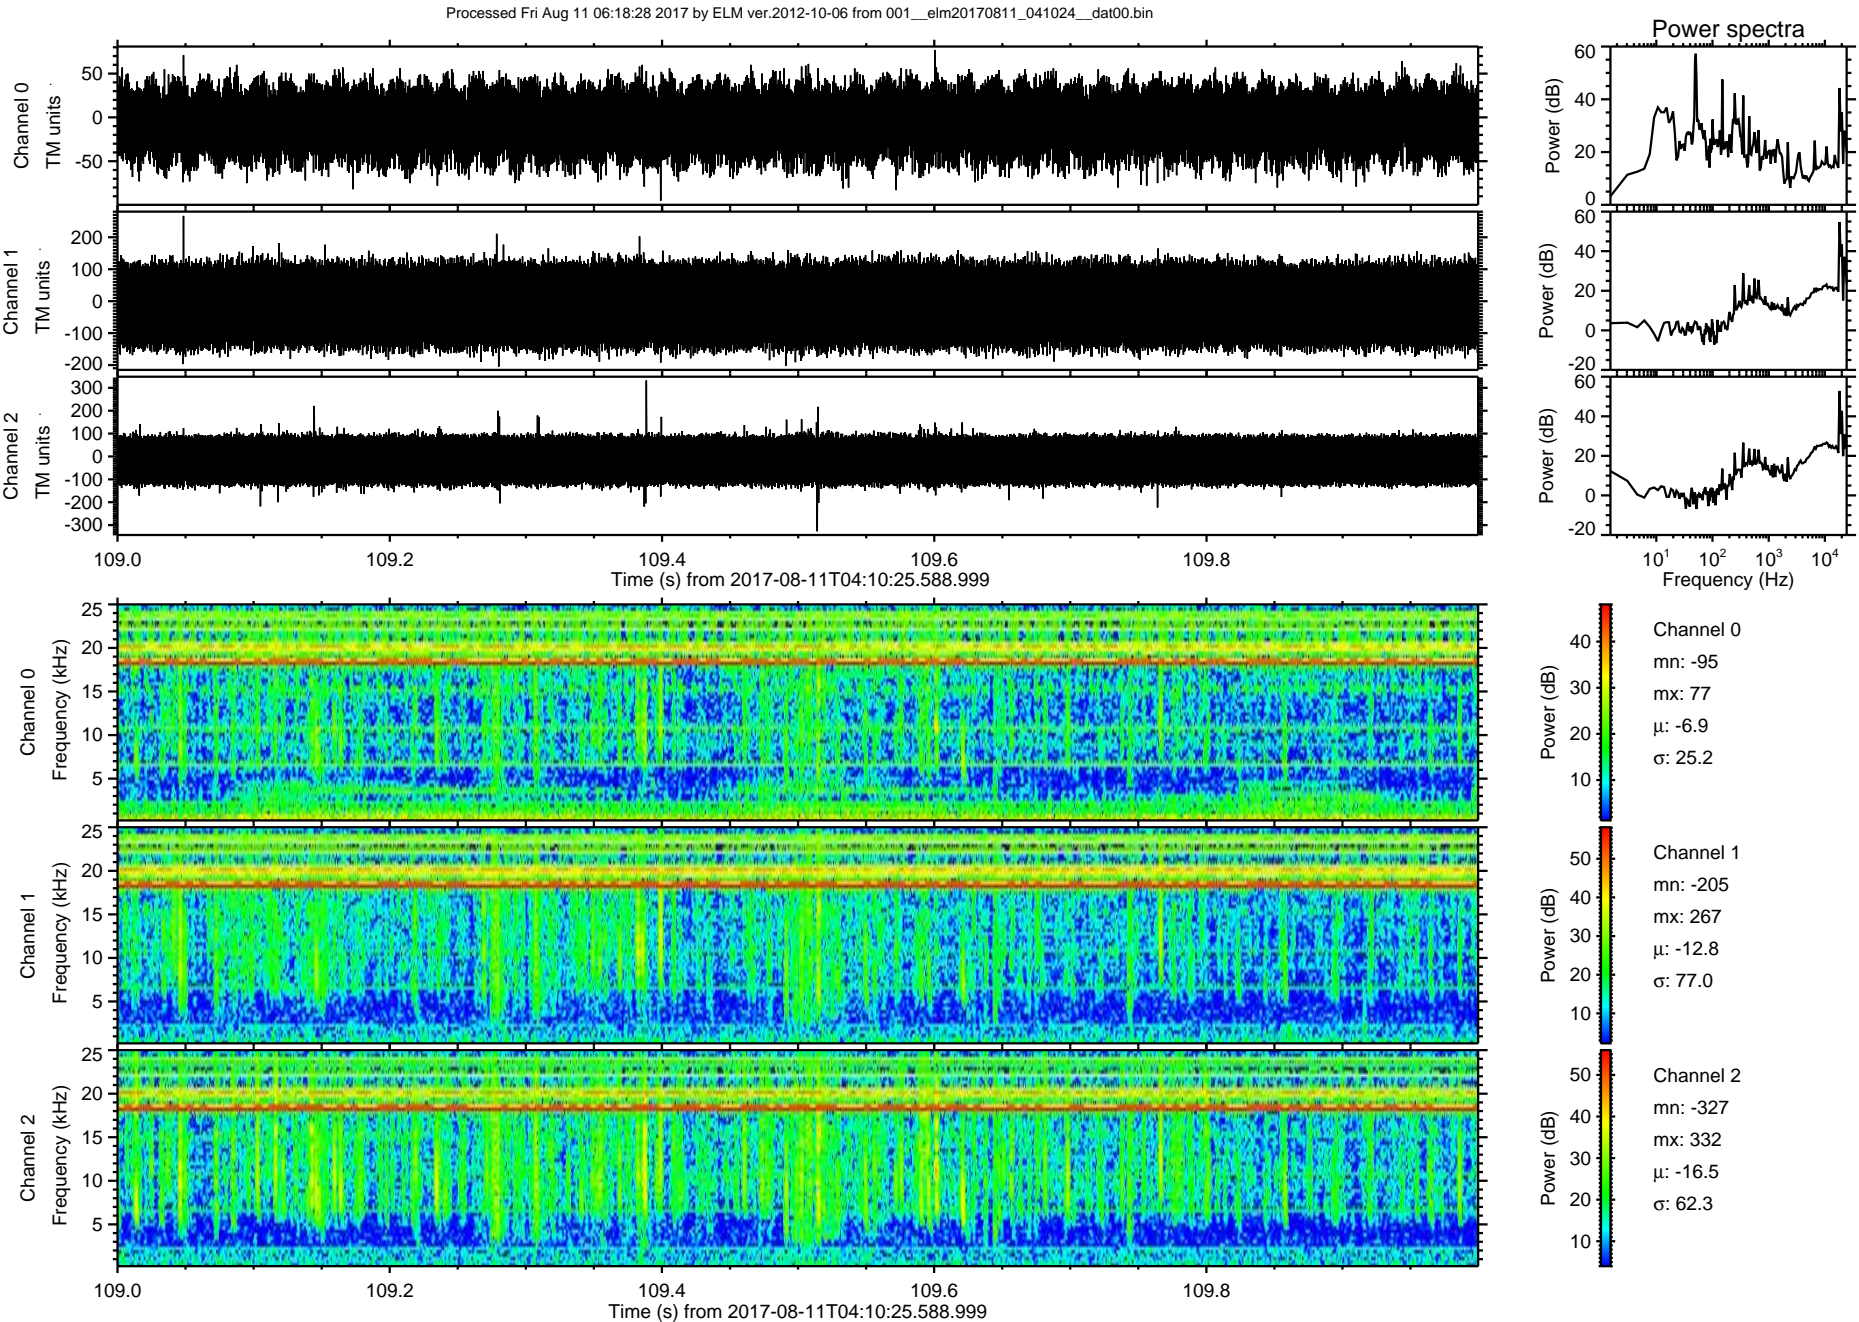 Processed Fri Aug 11 06:18:28 2017 by ELM ver.2012-10-06 from 001__elm20170811_041024__dat00.bin
Power spectra
Channel 0
TM units
50
0
-50
Power (dB)
60
40
20
0
Channel 1
TM units
200
100
0
-100
-200
Power (dB)
60
40
20
0
-20
Channel 2
TM units
300
200
100
0
-100
-200
-300
Power (dB)
60
40
20
0
-20
109.0 109.2 109.4 109.6 109.8
Time (s) from 2017-08-11T04:10:25.588.999
10¹ 10² 10³ 10⁴
Frequency (Hz)
Channel 0
Frequency (kHz)
25
20
15
10
5
Power (dB)
40
30
20
10
Channel 0
mn: -95
mx: 77
μ: -6.9
σ: 25.2
Channel 1
Frequency (kHz)
25
20
15
10
5
Power (dB)
50
40
30
20
10
Channel 1
mn: -205
mx: 267
μ: -12.8
σ: 77.0
Channel 2
Frequency (kHz)
25
20
15
10
5
Power (dB)
50
40
30
20
10
Channel 2
mn: -327
mx: 332
μ: -16.5
σ: 62.3
109.0 109.2 109.4 109.6 109.8
Time (s) from 2017-08-11T04:10:25.588.999